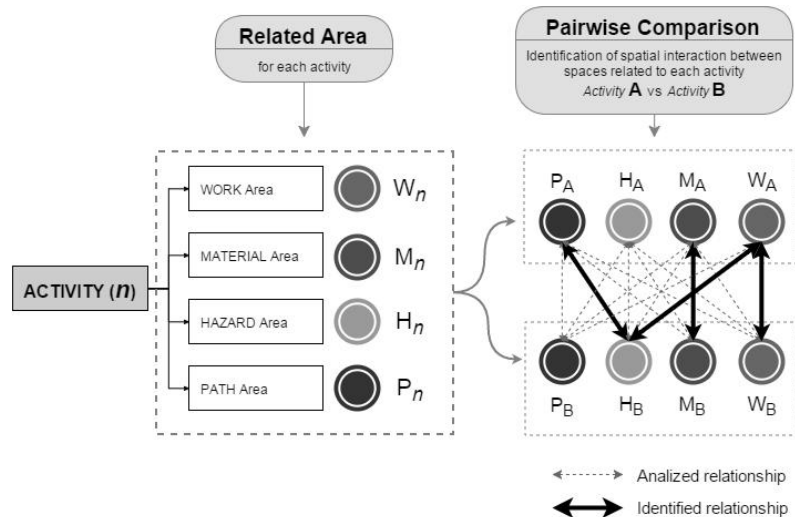 Related Area
for each activity
Pairwise Comparison
Identification of spatial interaction between
spaces related to each activity
Activity A vs Activity B
ACTIVITY (n)
WORK Area
Wn
MATERIAL Area
Mn
HAZARD Area
Hn
PATH Area
Pn
PA HA MA WA
PB HB MB WB
Analized relationship
Identified relationship